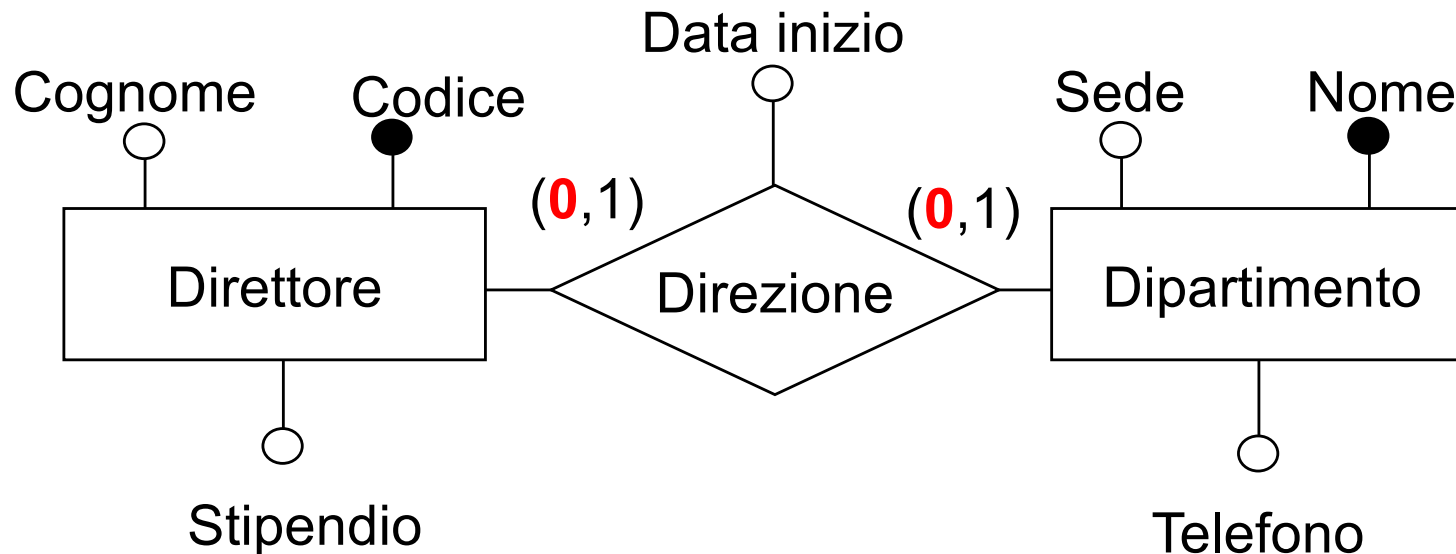 Data inizio
Cognome
Codice
Sede
Nome
(0,1)
(0,1)
Direttore
Direzione
Dipartimento
Stipendio
Telefono